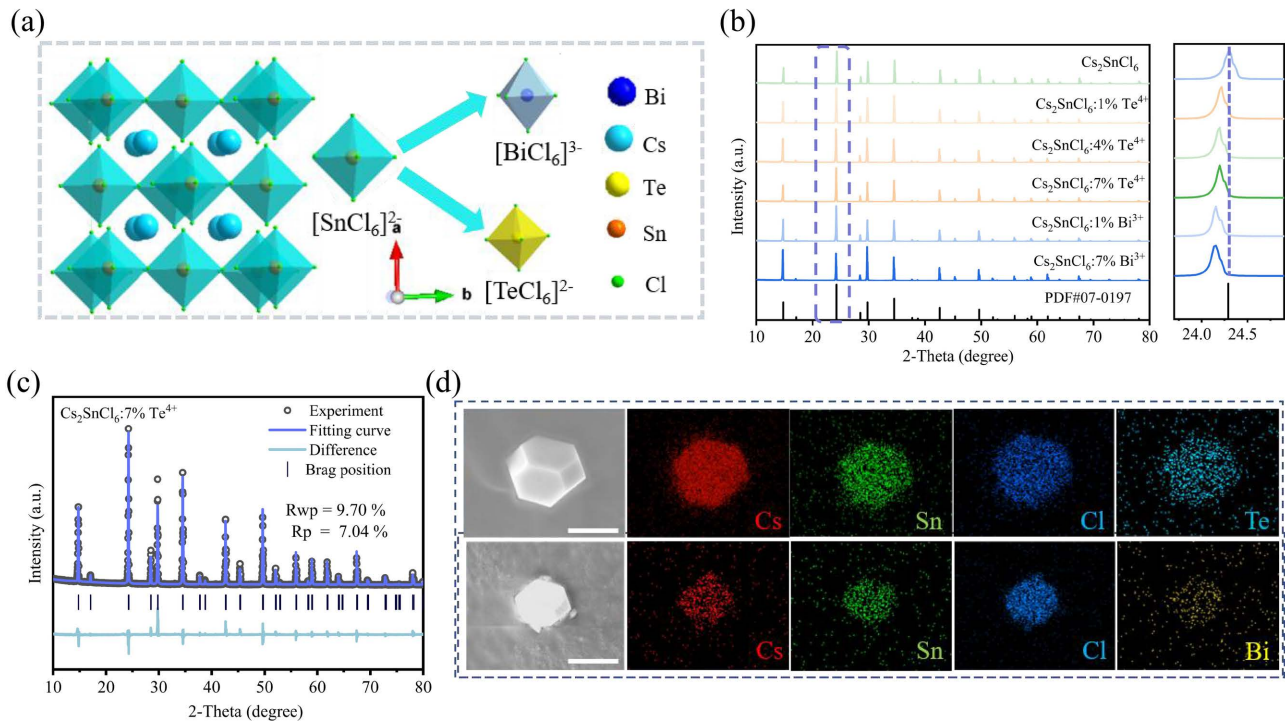 (a)
[BiCl₆]³⁻
[SnCl₆]²⁻
[TeCl₆]²⁻
a
b
Bi
Cs
Te
Sn
Cl
(b)
Intensity (a.u.)
Cs₂SnCl₆
Cs₂SnCl₆:1% Te⁴⁺
Cs₂SnCl₆:4% Te⁴⁺
Cs₂SnCl₆:7% Te⁴⁺
Cs₂SnCl₆:1% Bi³⁺
Cs₂SnCl₆:7% Bi³⁺
PDF#07-0197
10 20 30 40 50 60 70 80
2-Theta (degree)
24.0 24.5
(c)
Intensity (a.u.)
Cs₂SnCl₆:7% Te⁴⁺
Experiment
Fitting curve
Difference
Brag position
Rwp = 9.70 %
Rp = 7.04 %
10 20 30 40 50 60 70 80
2-Theta (degree)
(d)
Cs Sn Cl Te
Cs Sn Cl Bi